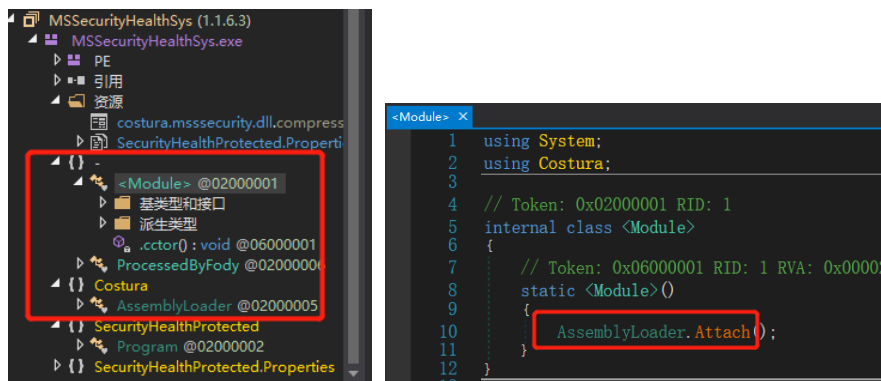 MSSecurityHealthSys (1.1.6.3)
MSSecurityHealthSys.exe
PE
引用
资源
costura.msssecurity.dll.compress
SecurityHealthProtected.Properti
{ } -
<Module> @02000001
基类型和接口
派生类型
.cctor() : void @06000001
ProcessedByFody @02000006
{ } Costura
AssemblyLoader @02000005
{ } SecurityHealthProtected
Program @02000002
{ } SecurityHealthProtected.Properties
<Module> ×
1 using System;
2 using Costura;
3
4 // Token: 0x02000001 RID: 1
5 internal class <Module>
6 {
7 // Token: 0x06000001 RID: 1 RVA: 0x00002
8 static <Module>()
9 {
10 AssemblyLoader.Attach();
11 }
12 }